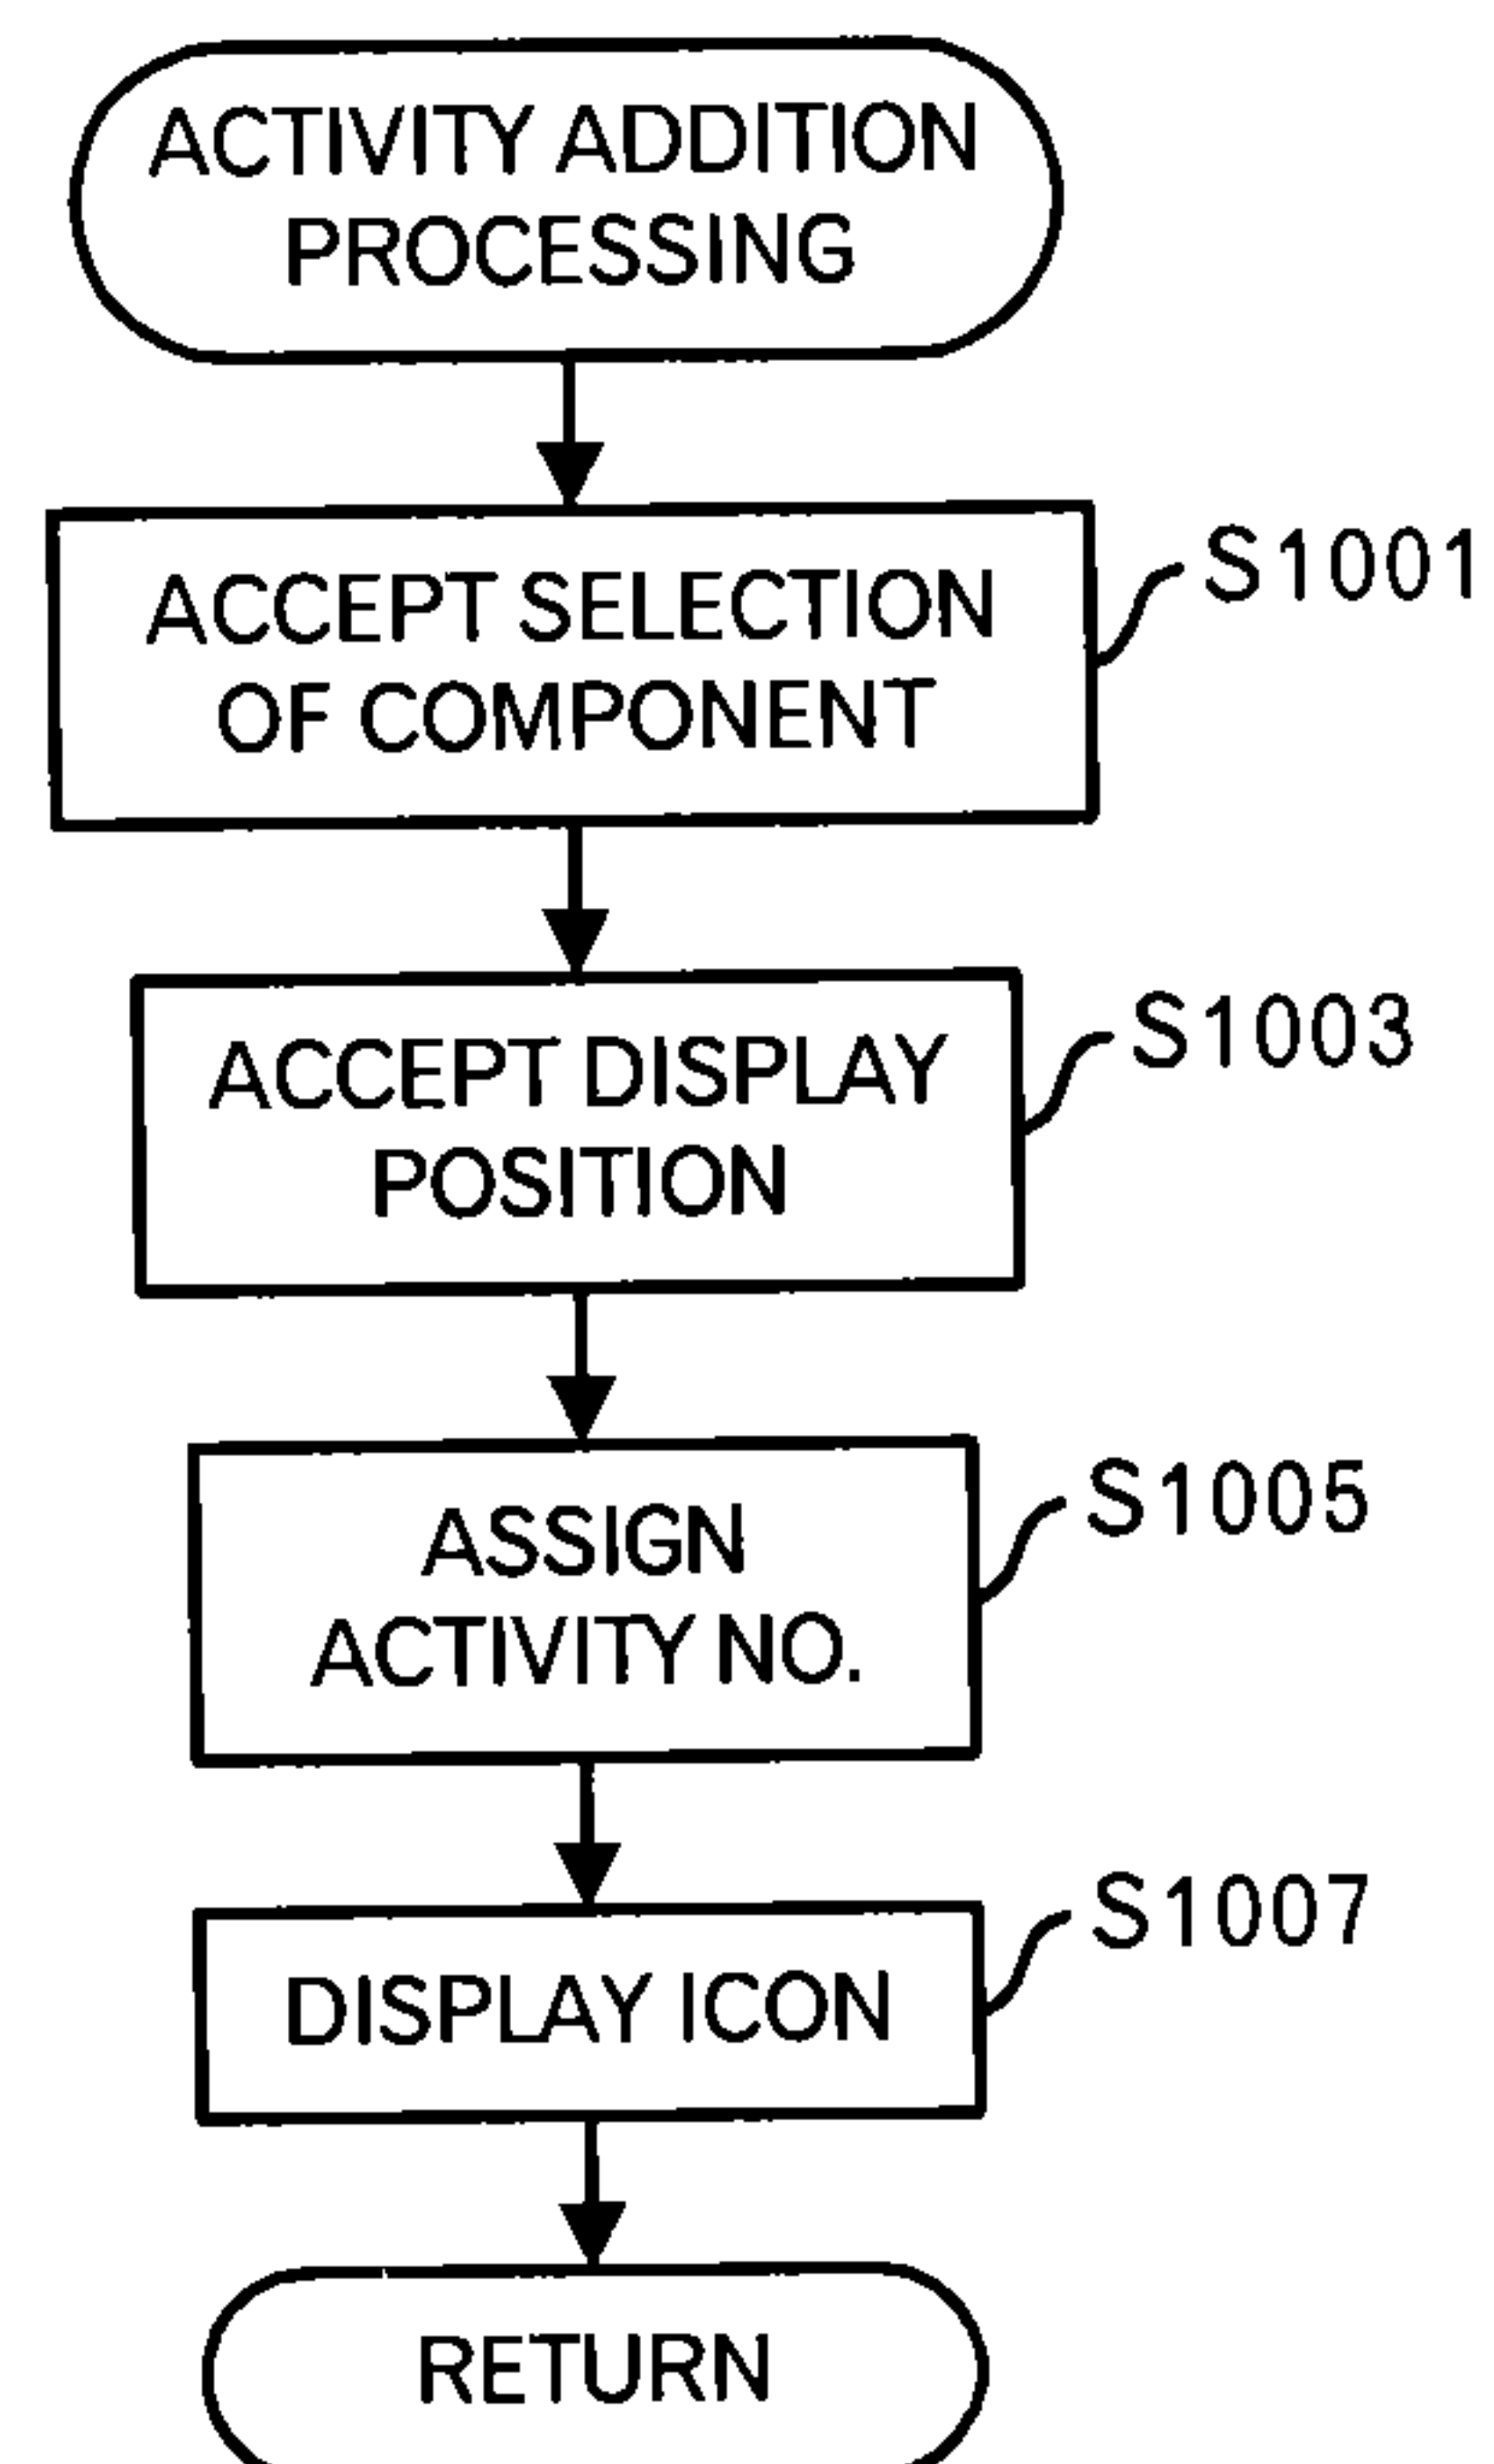 ACTIVITY ADDITION
PROCESSING
ACCEPT SELECTION
OF COMPONENT
S1001
ACCEPT DISPLAY
POSITION
S1003
ASSIGN
ACTIVITY NO.
S1005
DISPLAY ICON
S1007
RETURN